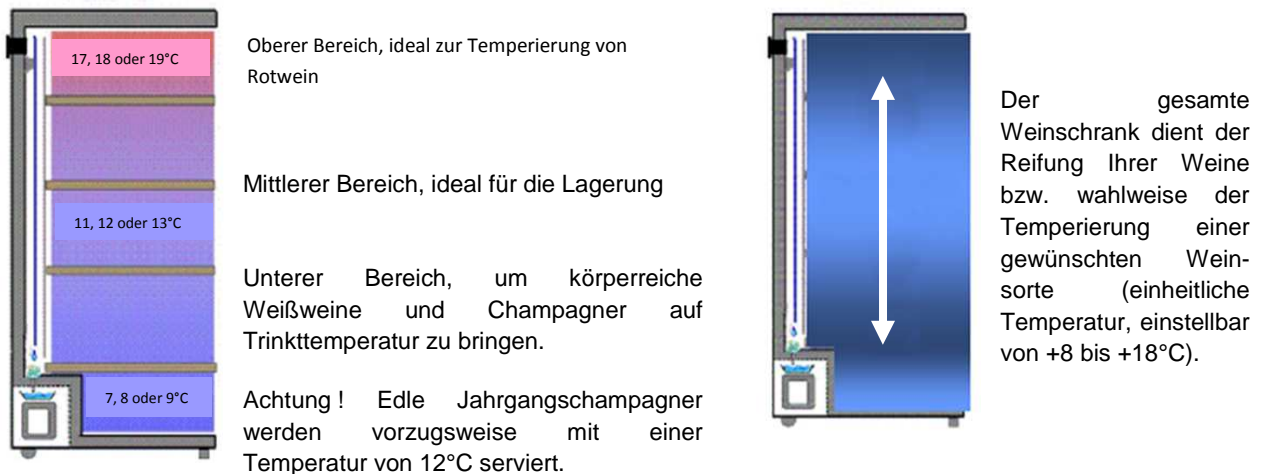 17, 18 oder 19°C
Oberer Bereich, ideal zur Temperierung von
Rotwein
Mittlerer Bereich, ideal für die Lagerung
11, 12 oder 13°C
Unterer Bereich, um körperreiche
Weißweine und Champagner auf
Trinkttemperatur zu bringen.
7, 8 oder 9°C
Achtung ! Edle Jahrgangschampagner
werden vorzugsweise mit einer
Temperatur von 12°C serviert.
Der gesamte
Weinschrank dient der
Reifung Ihrer Weine
bzw. wahlweise der
Temperierung einer
gewünschten Wein-
sorte (einheitliche
Temperatur, einstellbar
von +8 bis +18°C).